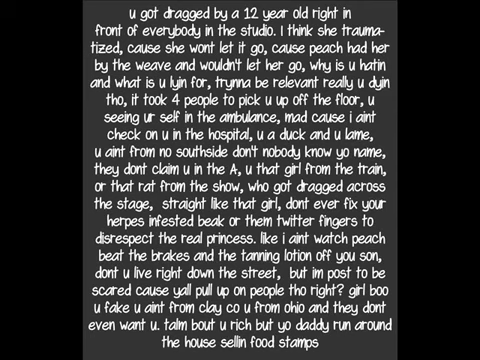 u got dragged by a 12 year old right in
front of everybody in the studio. I think she trauma-
tized, cause she wont let it go, cause peach had her
by the weave and wouldn't let her go, why is u hatin
and what is u lyin for, trynna be relevant really u dyin
tho, it took 4 people to pick u up off the floor, u
seeing ur self in the ambulance, mad cause i aint
check on u in the hospital, u a duck and u lame,
u aint from no southside don't nobody know yo name,
they dont claim u in the A, u that girl from the train,
or that rat from the show, who got dragged across
the stage, straight like that girl, dont ever fix your
herpes infested beak or them twitter fingers to
disrespect the real princess. like i aint watch peach
beat the brakes and the tanning lotion off you son,
dont u live right down the street, but im post to be
scared cause yall pull up on people tho right? girl boo
u fake u aint from clay co u from ohio and they dont
even want u. talm bout u rich but yo daddy run around
the house sellin food stamps